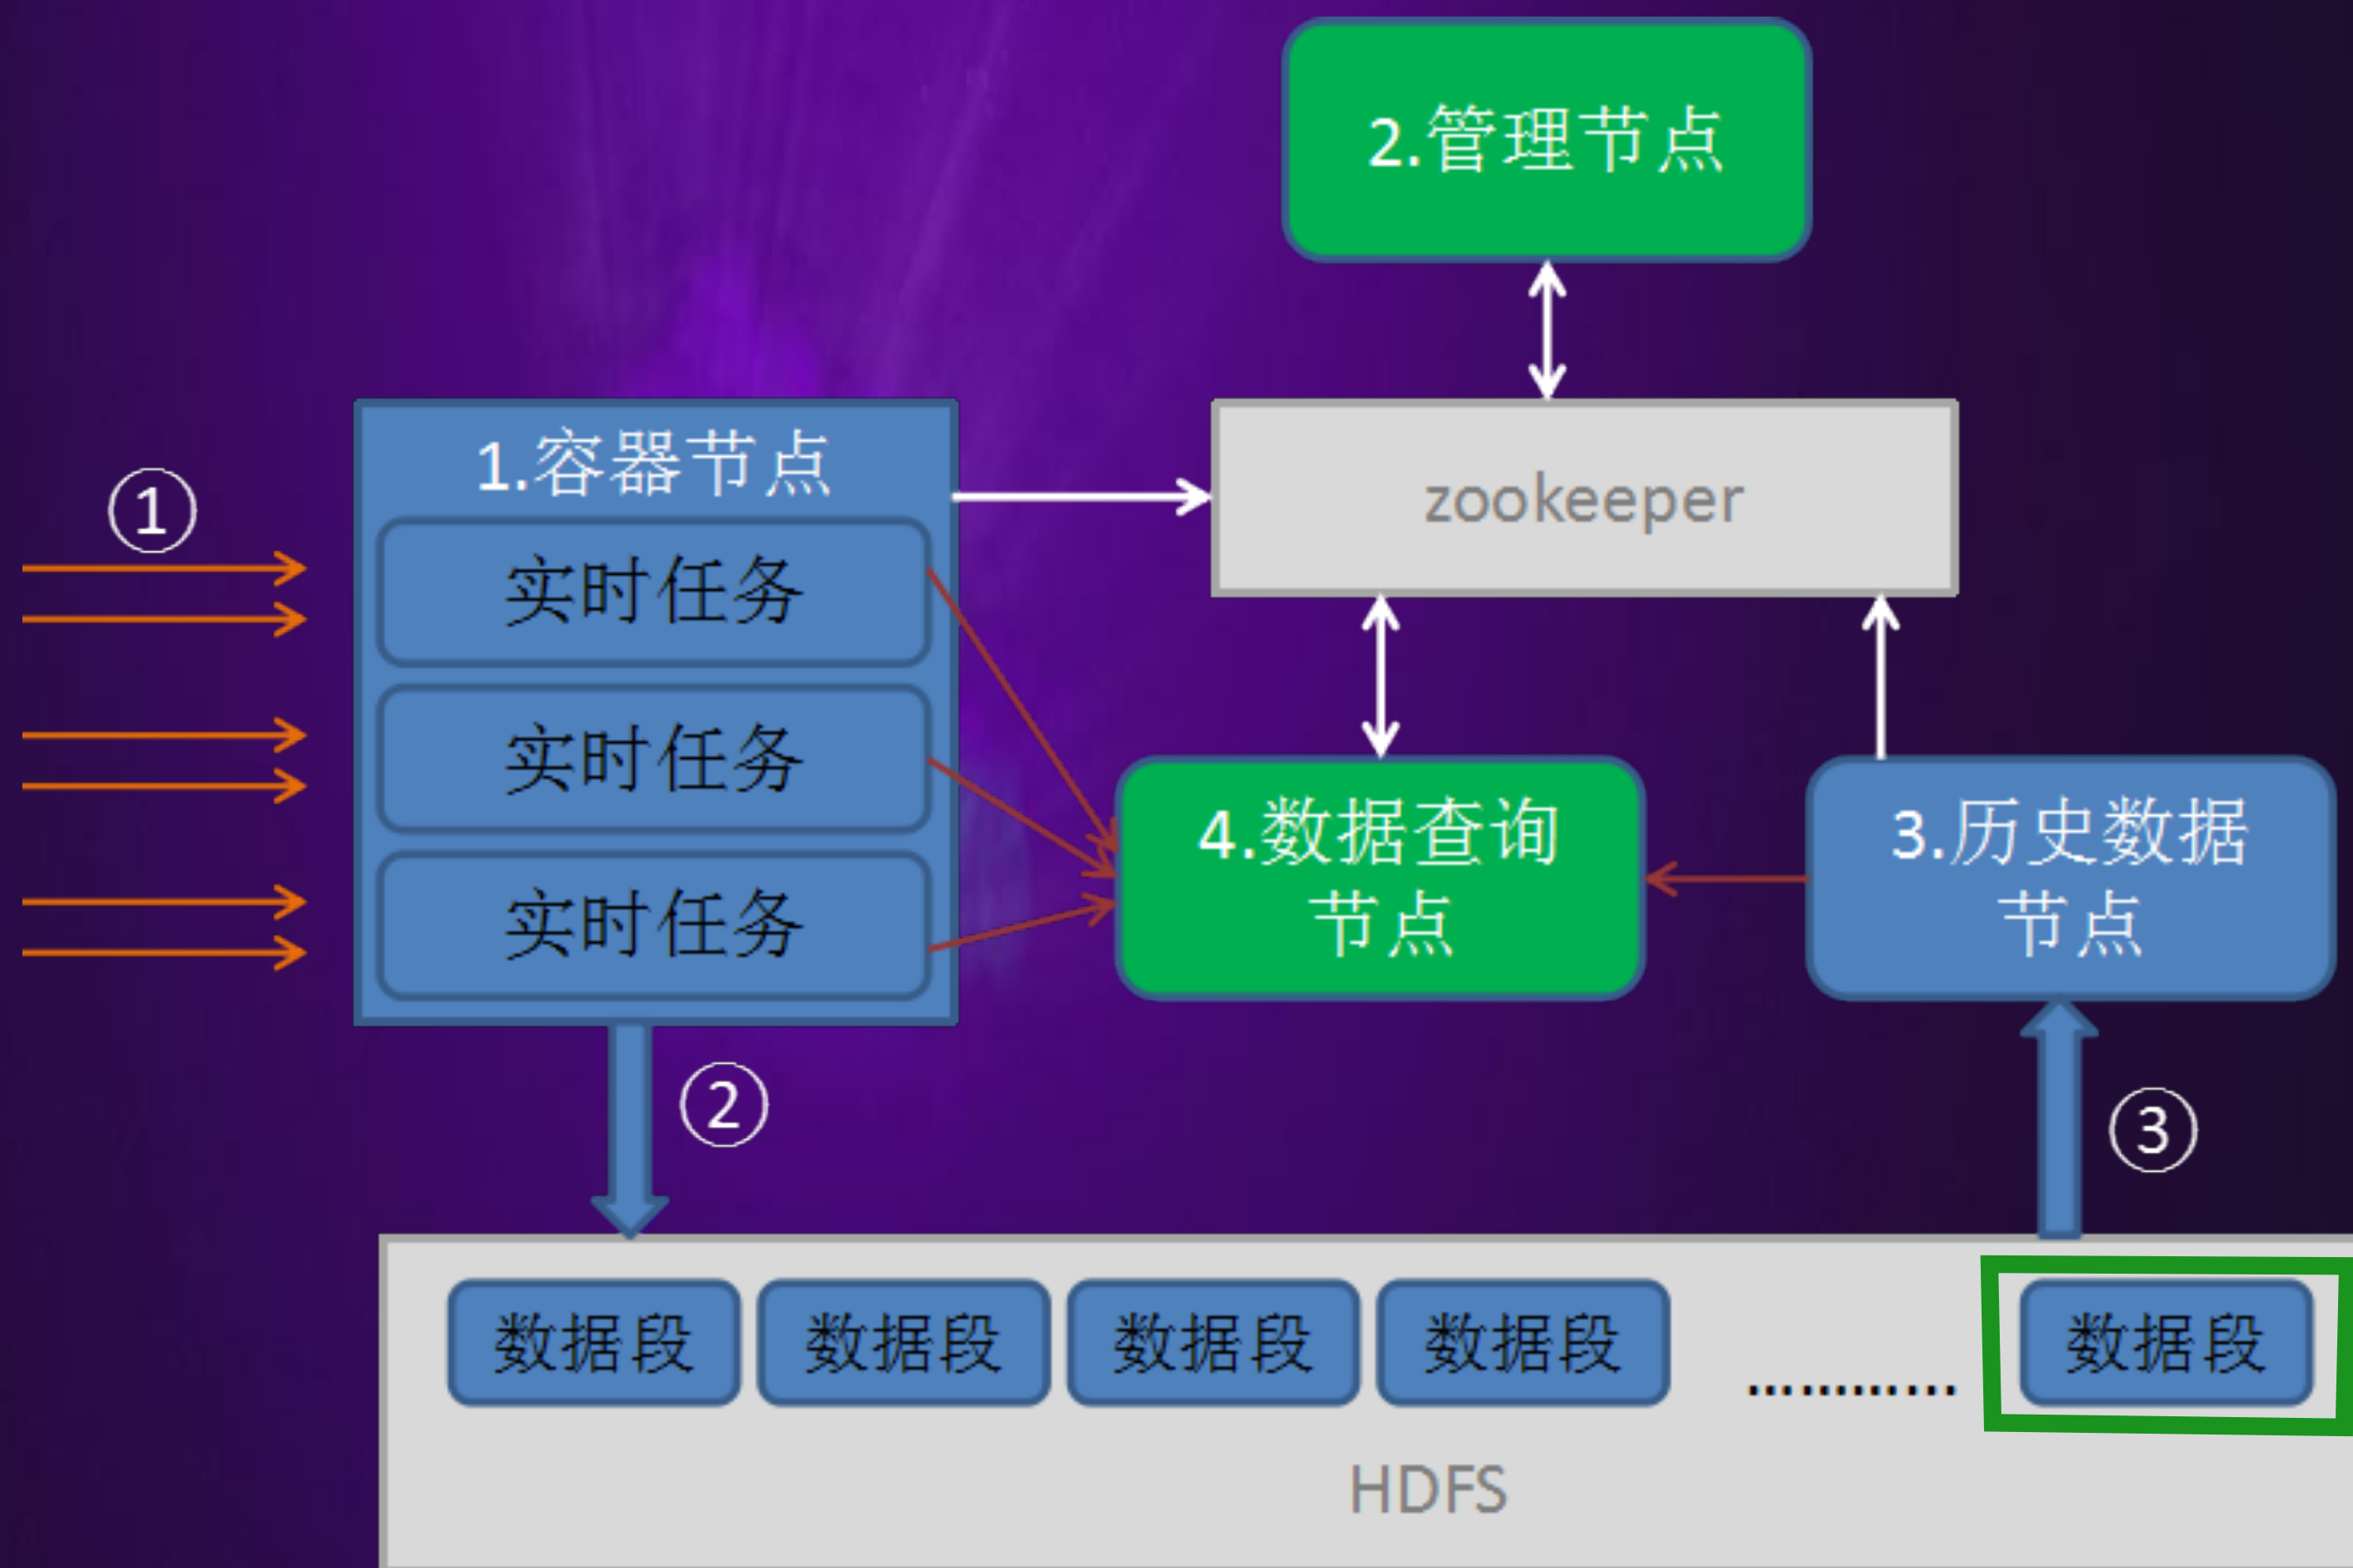 2.管理节点
1.容器节点
①
zookeeper
实时任务
实时任务
实时任务
4.数据查询
节点
3.历史数据
节点
②
③
数据段
数据段
数据段
数据段
............
数据段
HDFS